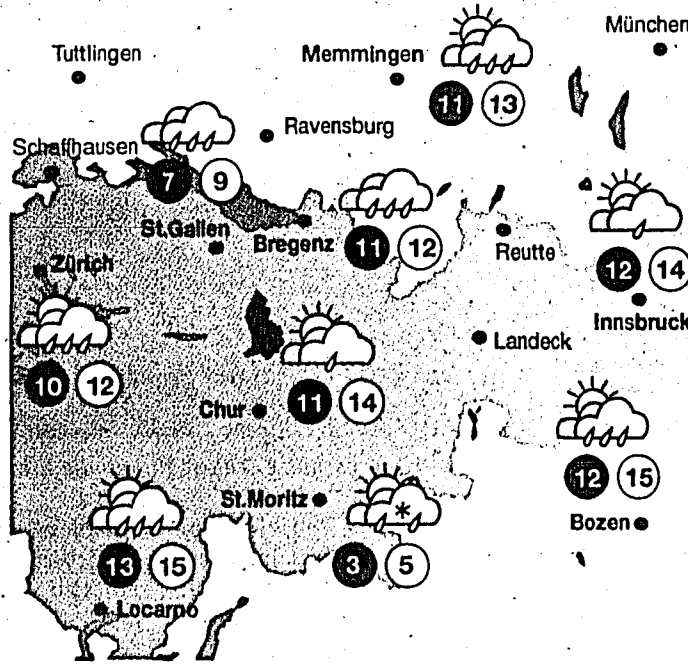 München
Tuttlingen
Memmingen
11 13
Ravensburg
Schaffhausen
7 9
St.Gallen
Bregenz
11 12
Reutte
Zürich
12 14
Innsbruck
Landeck
10 12
Chur
11 14
12 15
St.Moritz
*
Bozen
13 15
3 5
Locarno